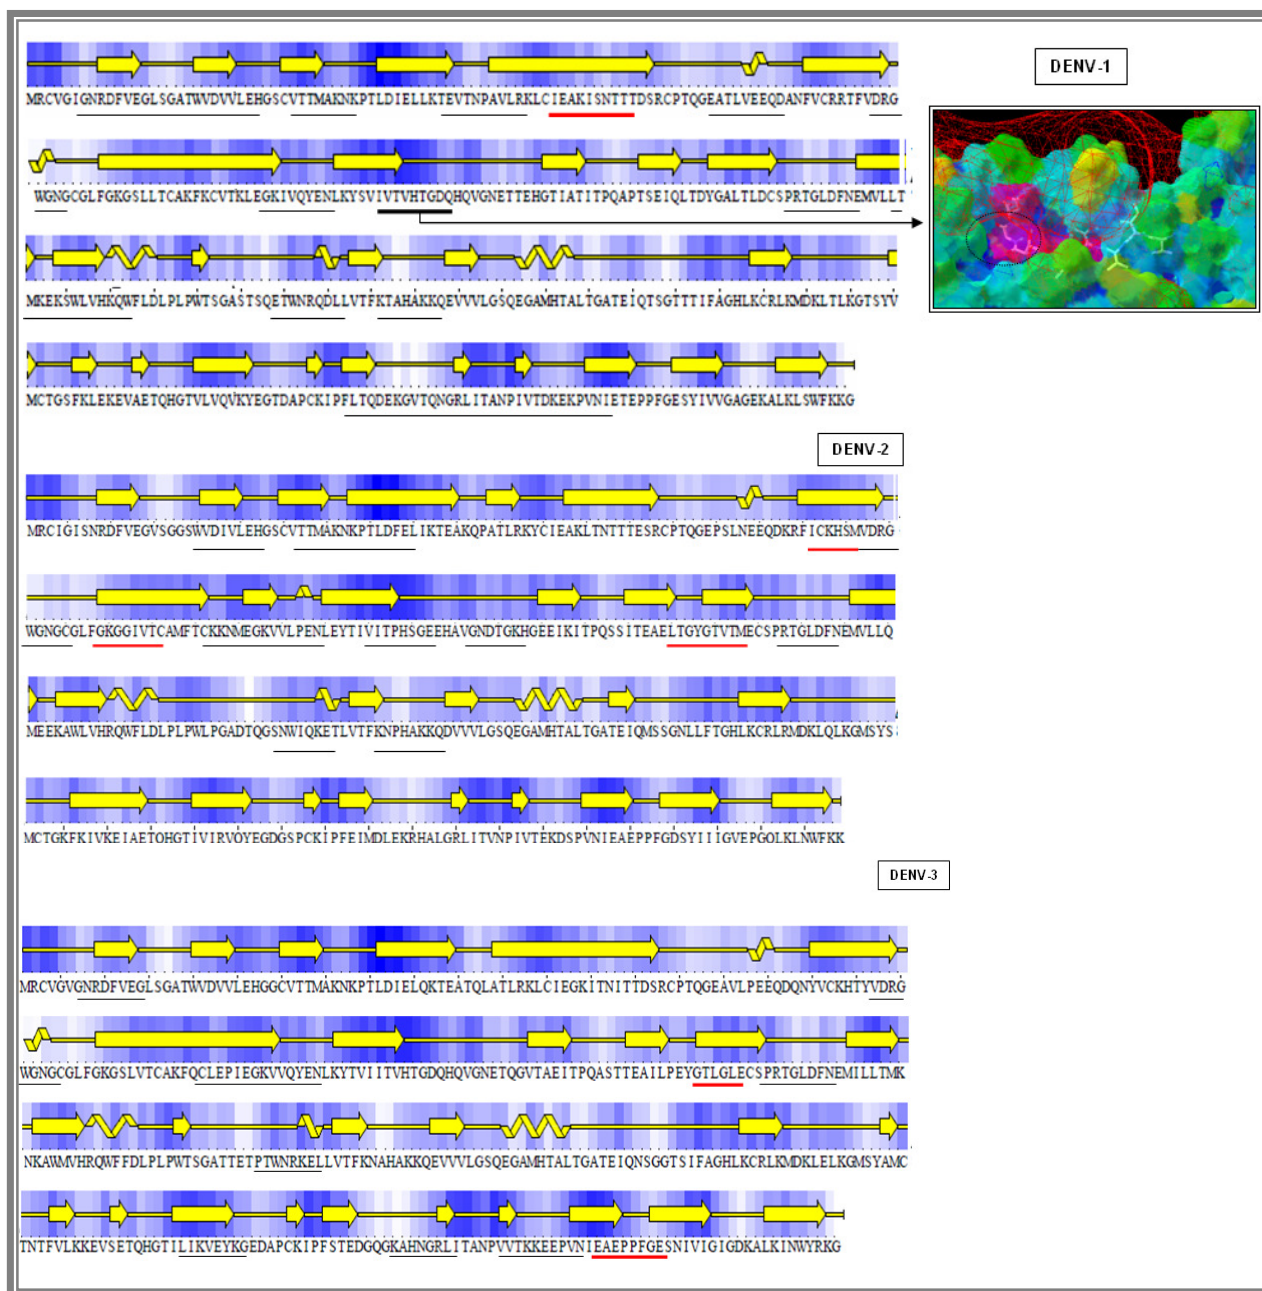 DENV-1
MRCVGIGNRDFVEGLSGATWVDVVLEHGSCVTTMAKNKPTLDIELLKTEVTNPAVLRKLCIEAKISNTTTDSRCPTQGEATLVEEQDANFVCRRTFVDRG
WGNGCGLFGKGSLLTCAKFKCVTKLEGKIVQYENLKYSVIVTVHTGDQHQVGNETTEHGTIATITPQAPTSEIQLTDYGALTLDCSPRTGLDFNEMVLLT
MKEKSWLVHKQWFLDLPLPWTSGASTSQETWNRQDLLVTFKTAHAKKQEVVVLGSQEGAMHTALTGATEIQTSGTTTIFAGHLKCRLKMDKLTLKGTSYV
MCTGSFKLEKEVAETQHGTVLVQVKYEGTDAPCKIPFLTQDEKGVTQNGRLITANPIVTDKEKPVNIETEPPFGESYIVVGAGEKALKLSWFKKG
DENV-2
MRCIGISNRDFVEGVSGGSWVDIVLEHGSCVTTMAKNKPTLDFELIKTEAKQPATLRKYCIEAKLTNTTTESRCPTQGEPSLNEEQDKRFICKHSMVDRG
WGNGCGLFGKGGIVTCAMFTCKKNMEGKVVLPENLEYTIVITPHSGEEHAVGNDTGKHGEEIKITPQSSITEAELTGYGTVTMECSPRTGLDFNEMVLLQ
MEEKAWLVHRQWFLDLPLPWLPGADTQGSNWIQKETLVTFKNPHAKKQDVVVLGSQEGAMHTALTGATEIQMSSGNLLFTGHLKCRLRMDKLQLKGMSYS
MCTGKFKIVKEIAETQHGTIVIRVQYEGDGSPCKIPFEIMDLEKRHALGRLITVNPIVTEKDSPVNIEAEPPFGDSYIIIGVEPGQLKLNWFKK
DENV-3
MRCVGVGNRDFVEGLSGATWVDVVLEHGGCVTTMAKNKPTLDIELQKTEATQLATLRKLCIEGKITNITTDSRCPTQGEAVLPEEQDQNYVCKHTYVDRG
WGNGCGLFGKGSLVTCAKFQCLEPIEGKVVQYENLKYTVIITVHTGDQHQVGNETQGVTAEITPQASTTEAILPEYGTLGLECSPRTGLDFNEMILLTMK
NKAWMVHRQWFFDLPLPWTSGATTETPTWNRKELLVTFKNAHAKKQEVVVLGSQEGAMHTALTGATEIQNSGGTSIFAGHLKCRLKMDKLELKGMSYAMC
TNTFVLKKEVSETQHGTILIKVEYKGEDAPCKIPFSTEDGQGKAHNGRLITANPVVTKKEEPVNIEAEPPFGESNIVIGIGDKALKINWYRKG